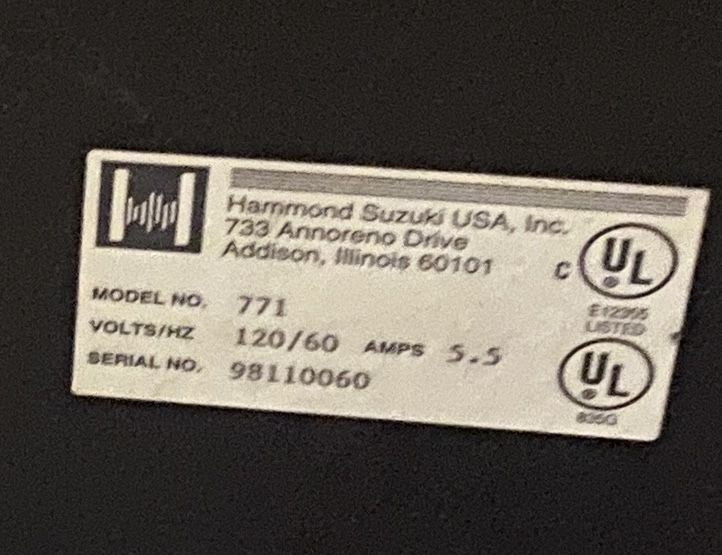 Hammond Suzuki USA, Inc.
733 Annoreno Drive
Addison, Illinois 60101
C UL
LISTED
MODEL NO. 771
VOLTS/HZ 120/60 AMPS 5.5
SERIAL NO. 98110060
UL